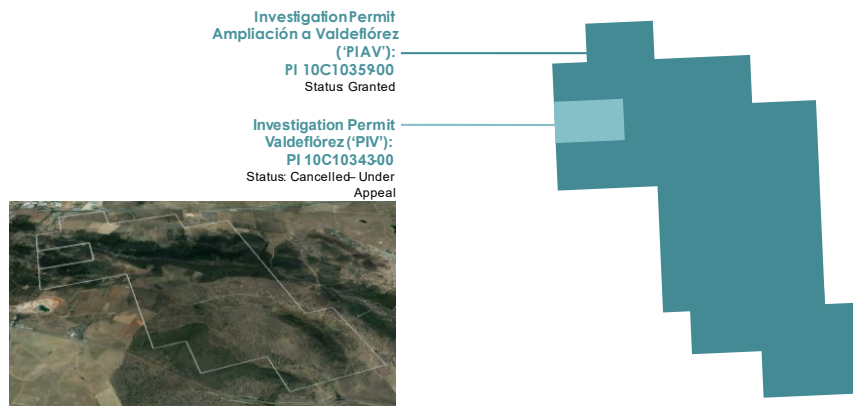 Investigation Permit
Ampliación a Valdeflórez
(‘PIAV’):
PI 10C10359-00
Status: Granted
Investigation Permit
Valdeflórez (‘PIV’):
PI 10C10343-00
Status: Cancelled– Under
Appeal